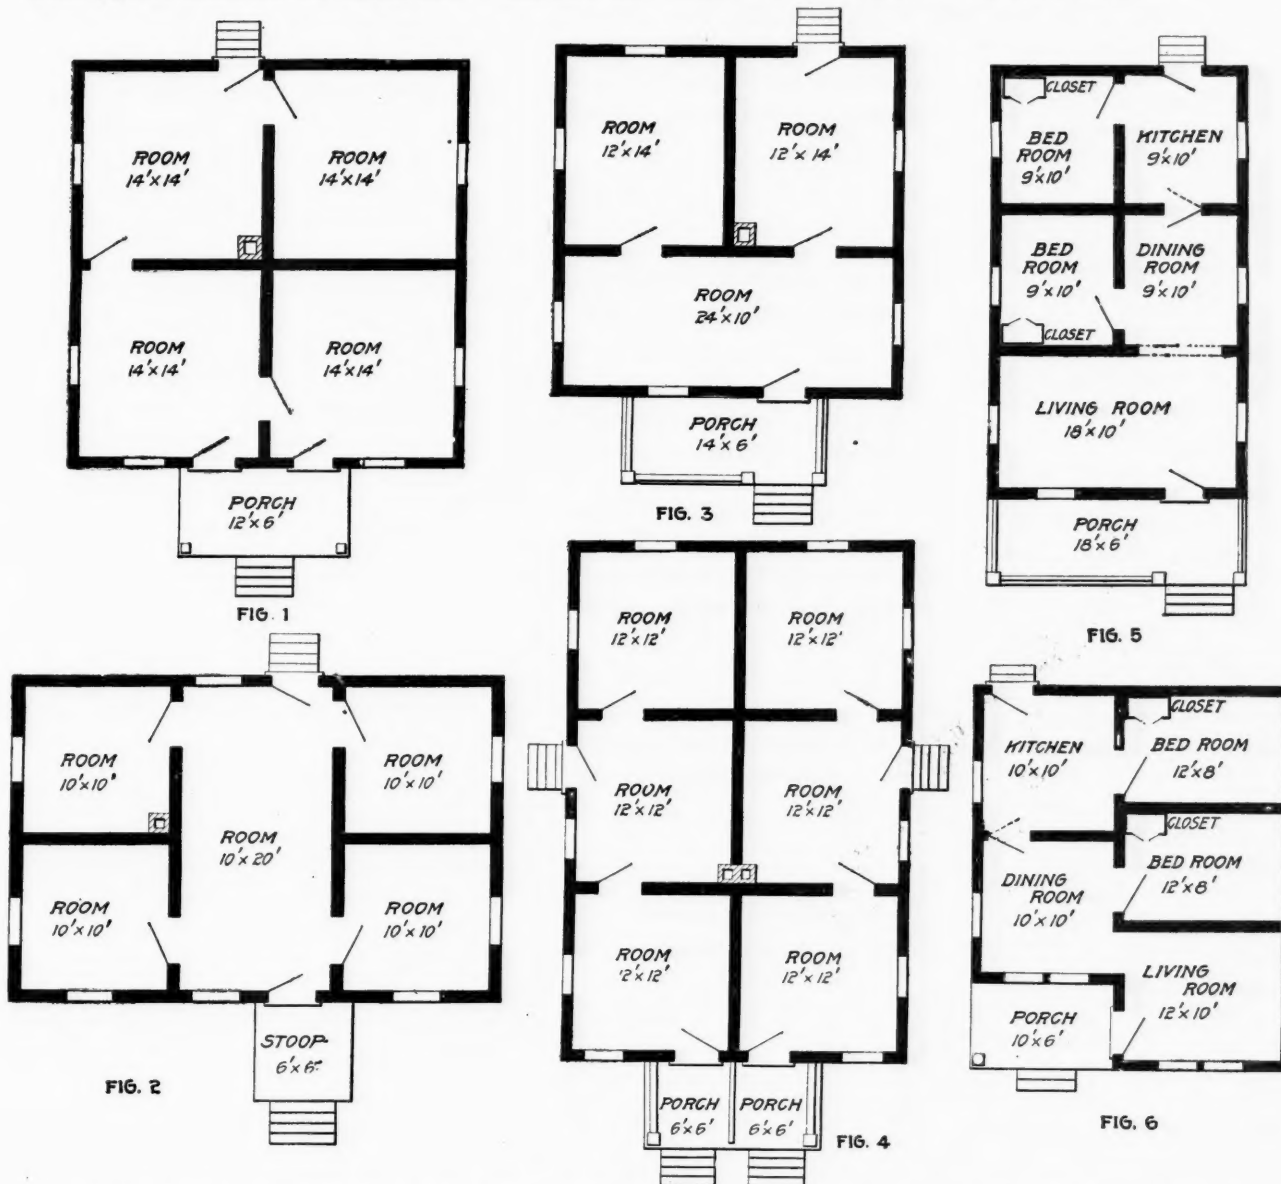 ROOM
14'x14'
ROOM
14'x14'
ROOM
14'x14'
ROOM
14'x14'
PORCH
12'x6'
FIG. 1
ROOM
10'x10'
ROOM
10'x10'
ROOM
10'x20'
ROOM
10'x10'
ROOM
10'x10'
STOOP
6'x6'
FIG. 2
ROOM
12'x14'
ROOM
12'x14'
ROOM
24'x10'
PORCH
14'x6'
FIG. 3
ROOM
12'x12'
ROOM
12'x12'
ROOM
12'x12'
ROOM
12'x12'
ROOM
'2'x12'
ROOM
12'x12'
PORCH
6'x6'
PORCH
6'x6'
FIG. 4
CLOSET
BED
ROOM
9'x10'
KITCHEN
9'x10'
BED
ROOM
9'x10'
CLOSET
DINING
ROOM
9'x10'
LIVING ROOM
18'x10'
PORCH
18'x6'
FIG. 5
KITCHEN
10'x10'
CLOSET
BED ROOM
12'x8'
CLOSET
BED ROOM
12'x8'
DINING
ROOM
10'x10'
LIVING
ROOM
12'x10'
PORCH
10'x6'
FIG. 6